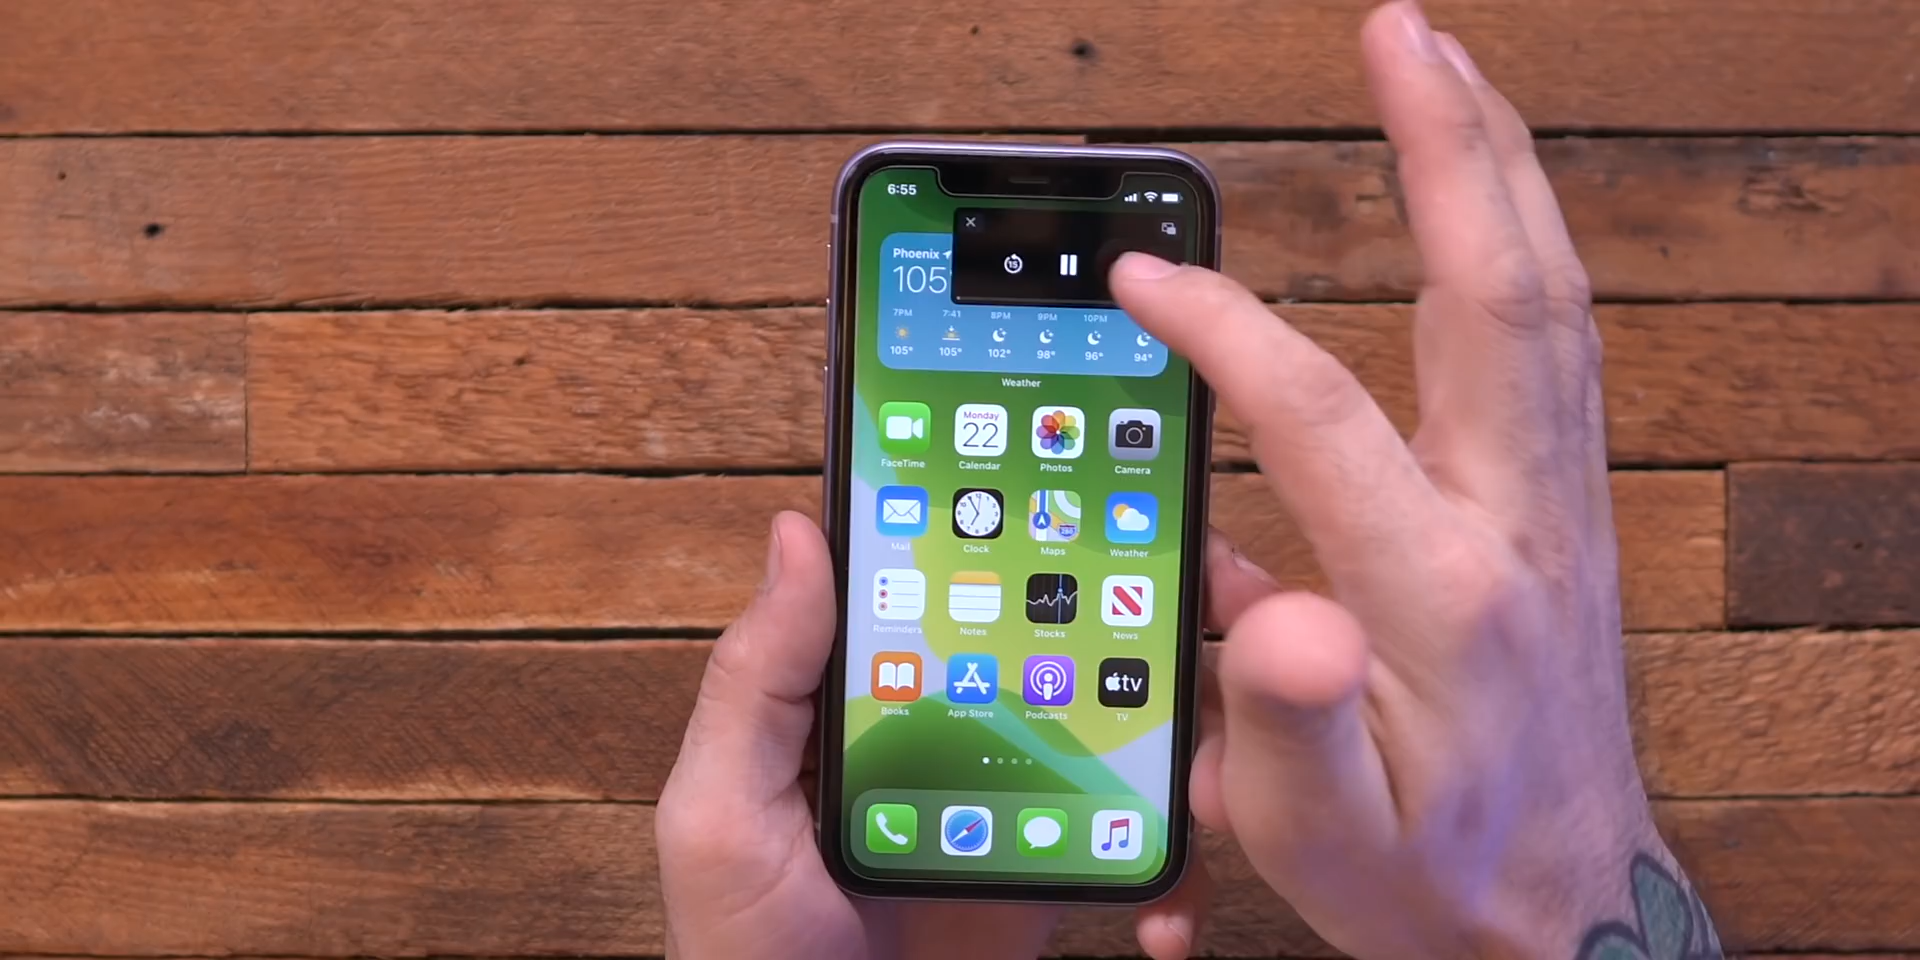 6:55
Phoenix
15
105
7PM 7:41 8PM 9PM 10PM
105° 105° 102° 98° 96° 94°
Weather
Monday
22
FaceTime Calendar Photos Camera
Mail Clock Maps Weather
Reminders Notes Stocks News
tv
Books App Store Podcasts TV